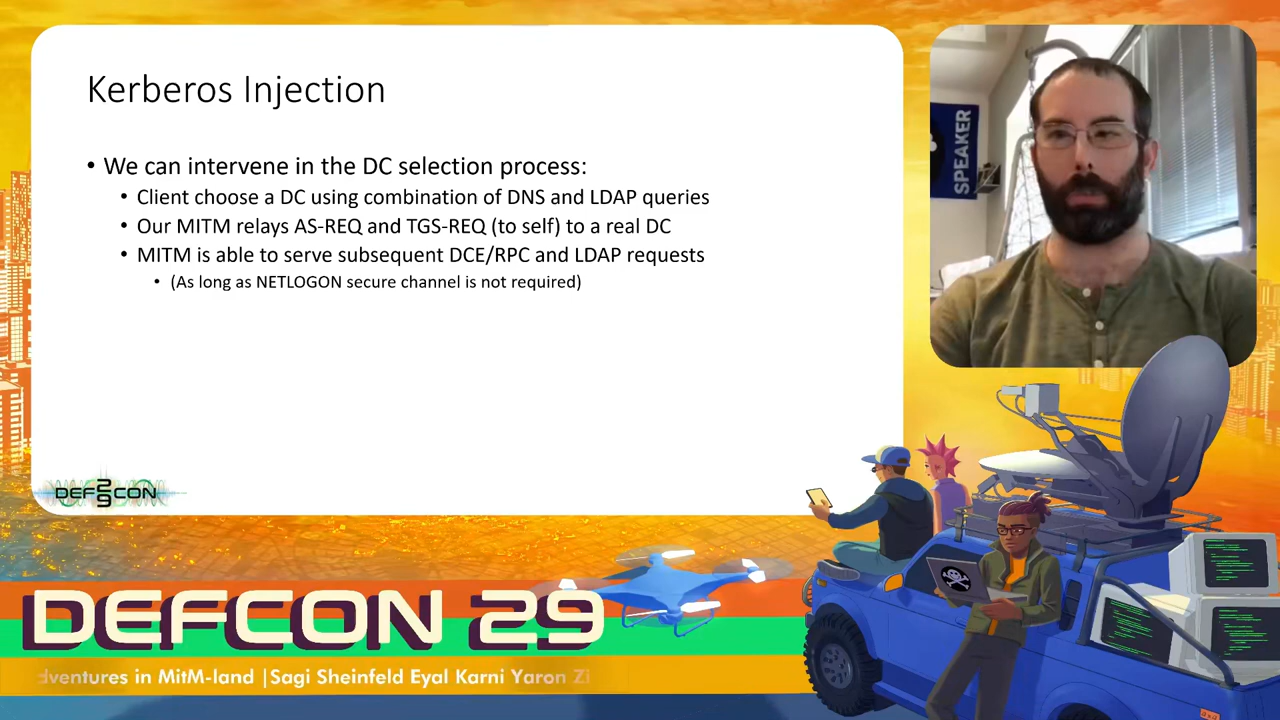 Kerberos Injection
• We can intervene in the DC selection process:
• Client choose a DC using combination of DNS and LDAP queries
• Our MITM relays AS-REQ and TGS-REQ (to self) to a real DC
• MITM is able to serve subsequent DCE/RPC and LDAP requests
• (As long as NETLOGON secure channel is not required)
SPEAKER
DEF29CON
DEFCON 29
dventures in MitM-land |Sagi Sheinfeld Eyal Karni Yaron Zi